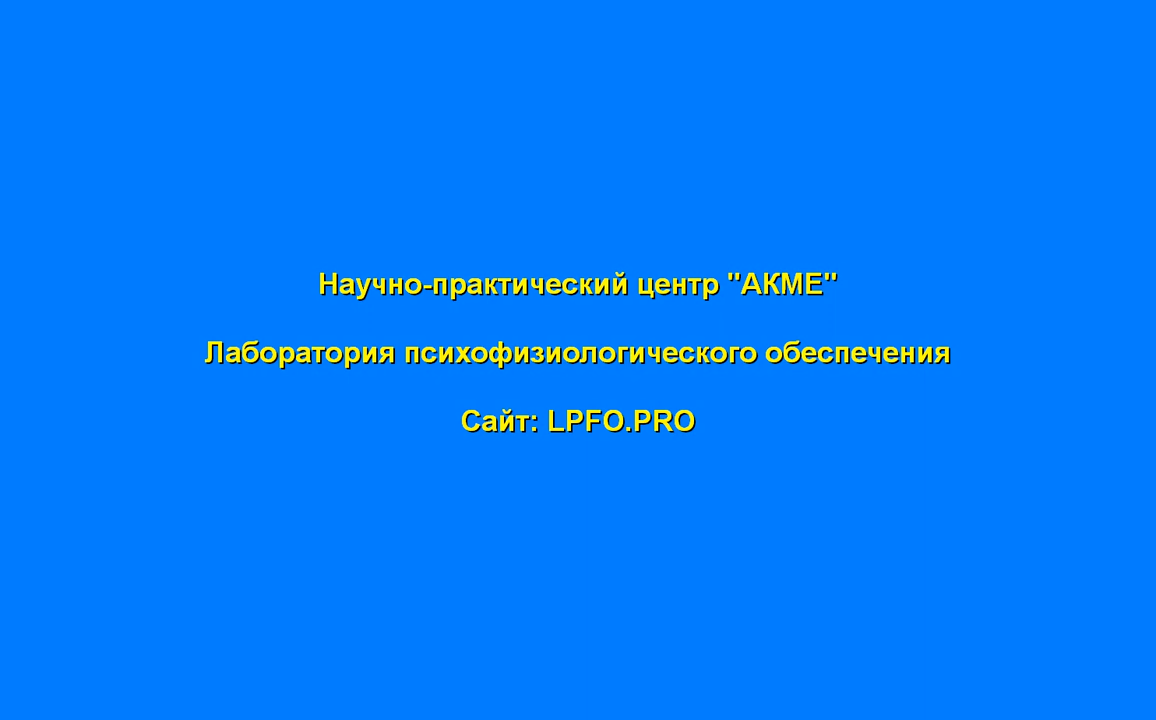 Научно-практический центр "АКМЕ"
Лаборатория психофизиологического обеспечения
Сайт: LPFO.PRO